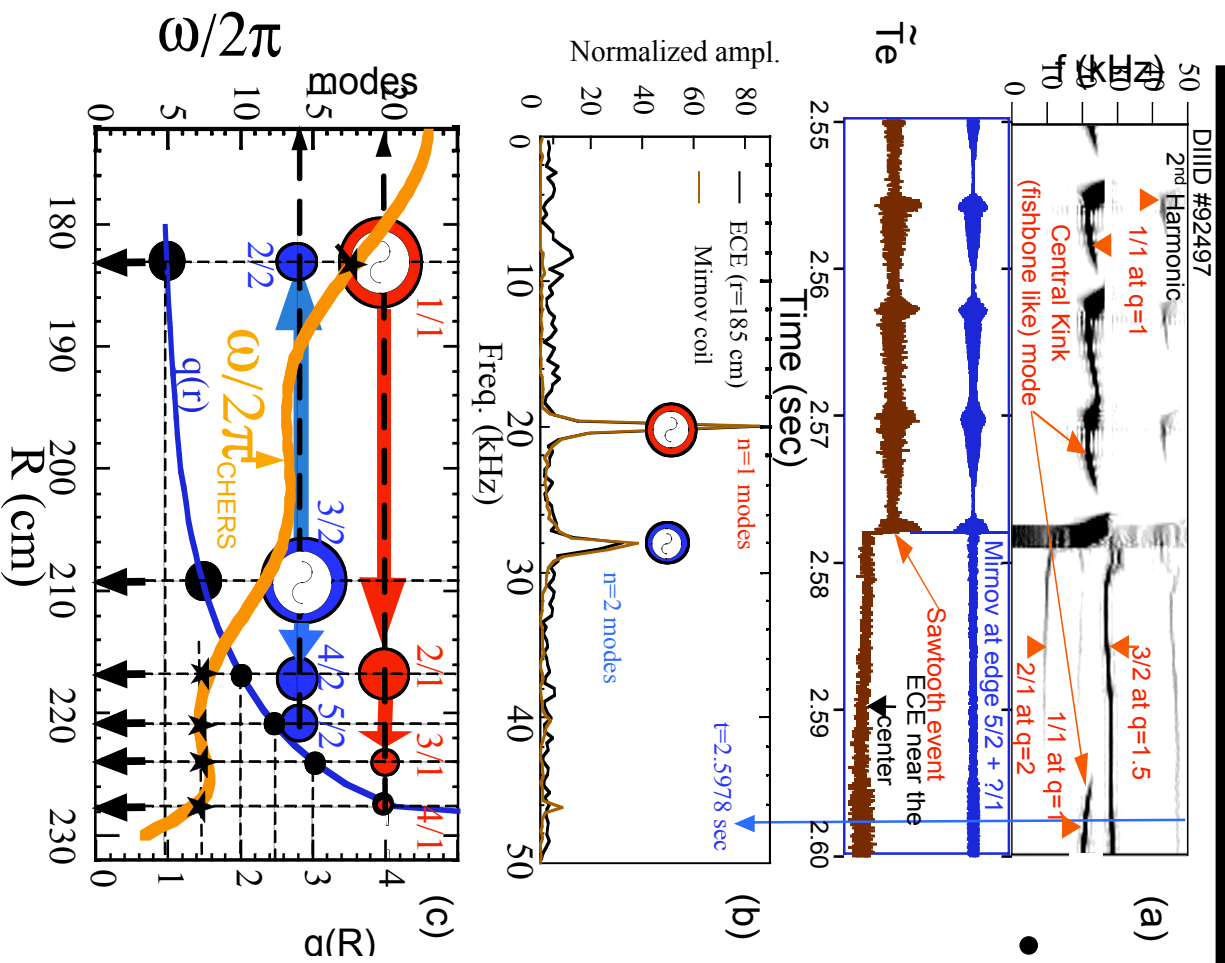 DIIID #92497
(a)
f (kHz)
0
10
20
30
40
50
2nd Harmonic
1/1 at q=1
Central Kink
(fishbone like) mode
3/2 at q=1.5
1/1 at q=1
2/1 at q=2
T̃e
Mirnov at edge 5/2 + ?/1
Sawtooth event
ECE near the
center
2.55
2.56
2.57
2.58
2.59
2.60
Time (sec)
(b)
Normalized ampl.
0
20
40
60
80
ECE (r=185 cm)
Mirnov coil
n=1 modes
n=2 modes
t=2.5978 sec
0
10
20
30
40
50
Freq. (kHz)
(c)
ω/2π
modes
0
5
10
15
20
1/1
2/1
3/1
4/1
2/2
3/2
4/2
5/2
q(r)
ω/2πCHERS
180
190
200
210
220
230
R (cm)
0
1
2
3
4
q(R)